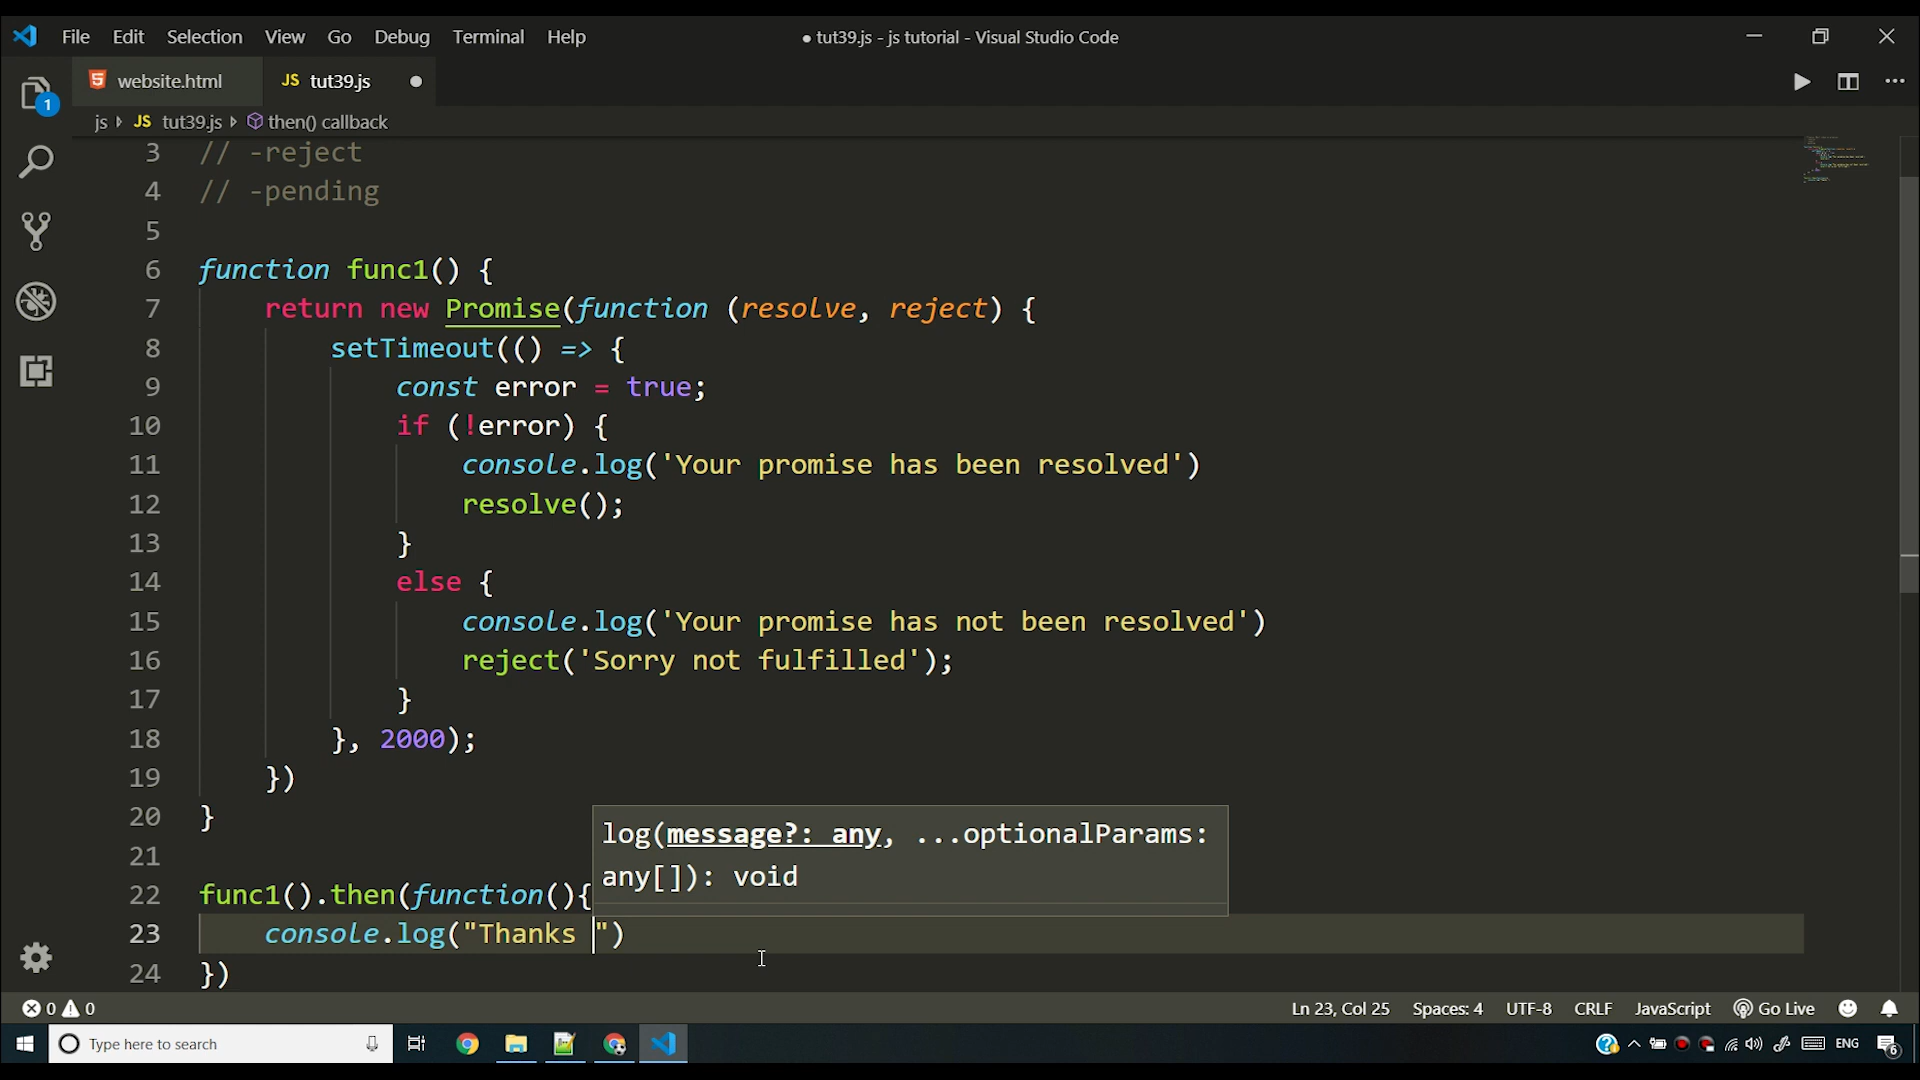 File Edit Selection View Go Debug Terminal Help ● tut39.js - js tutorial - Visual Studio Code
website.html JS tut39.js
js JS tut39.js then() callback
1
3 // -reject
4 // -pending
5
6 function func1() {
7 return new Promise(function (resolve, reject) {
8 setTimeout(() => {
9 const error = true;
10 if (!error) {
11 console.log('Your promise has been resolved')
12 resolve();
13 }
14 else {
15 console.log('Your promise has not been resolved')
16 reject('Sorry not fulfilled');
17 }
18 }, 2000);
19 })
20 }
21
log(message?: any, ...optionalParams:
any[]): void
22 func1().then(function(){
23 console.log("Thanks ")
24 })
0 0 Ln 23, Col 25 Spaces: 4 UTF-8 CRLF JavaScript Go Live
Type here to search ENG 6